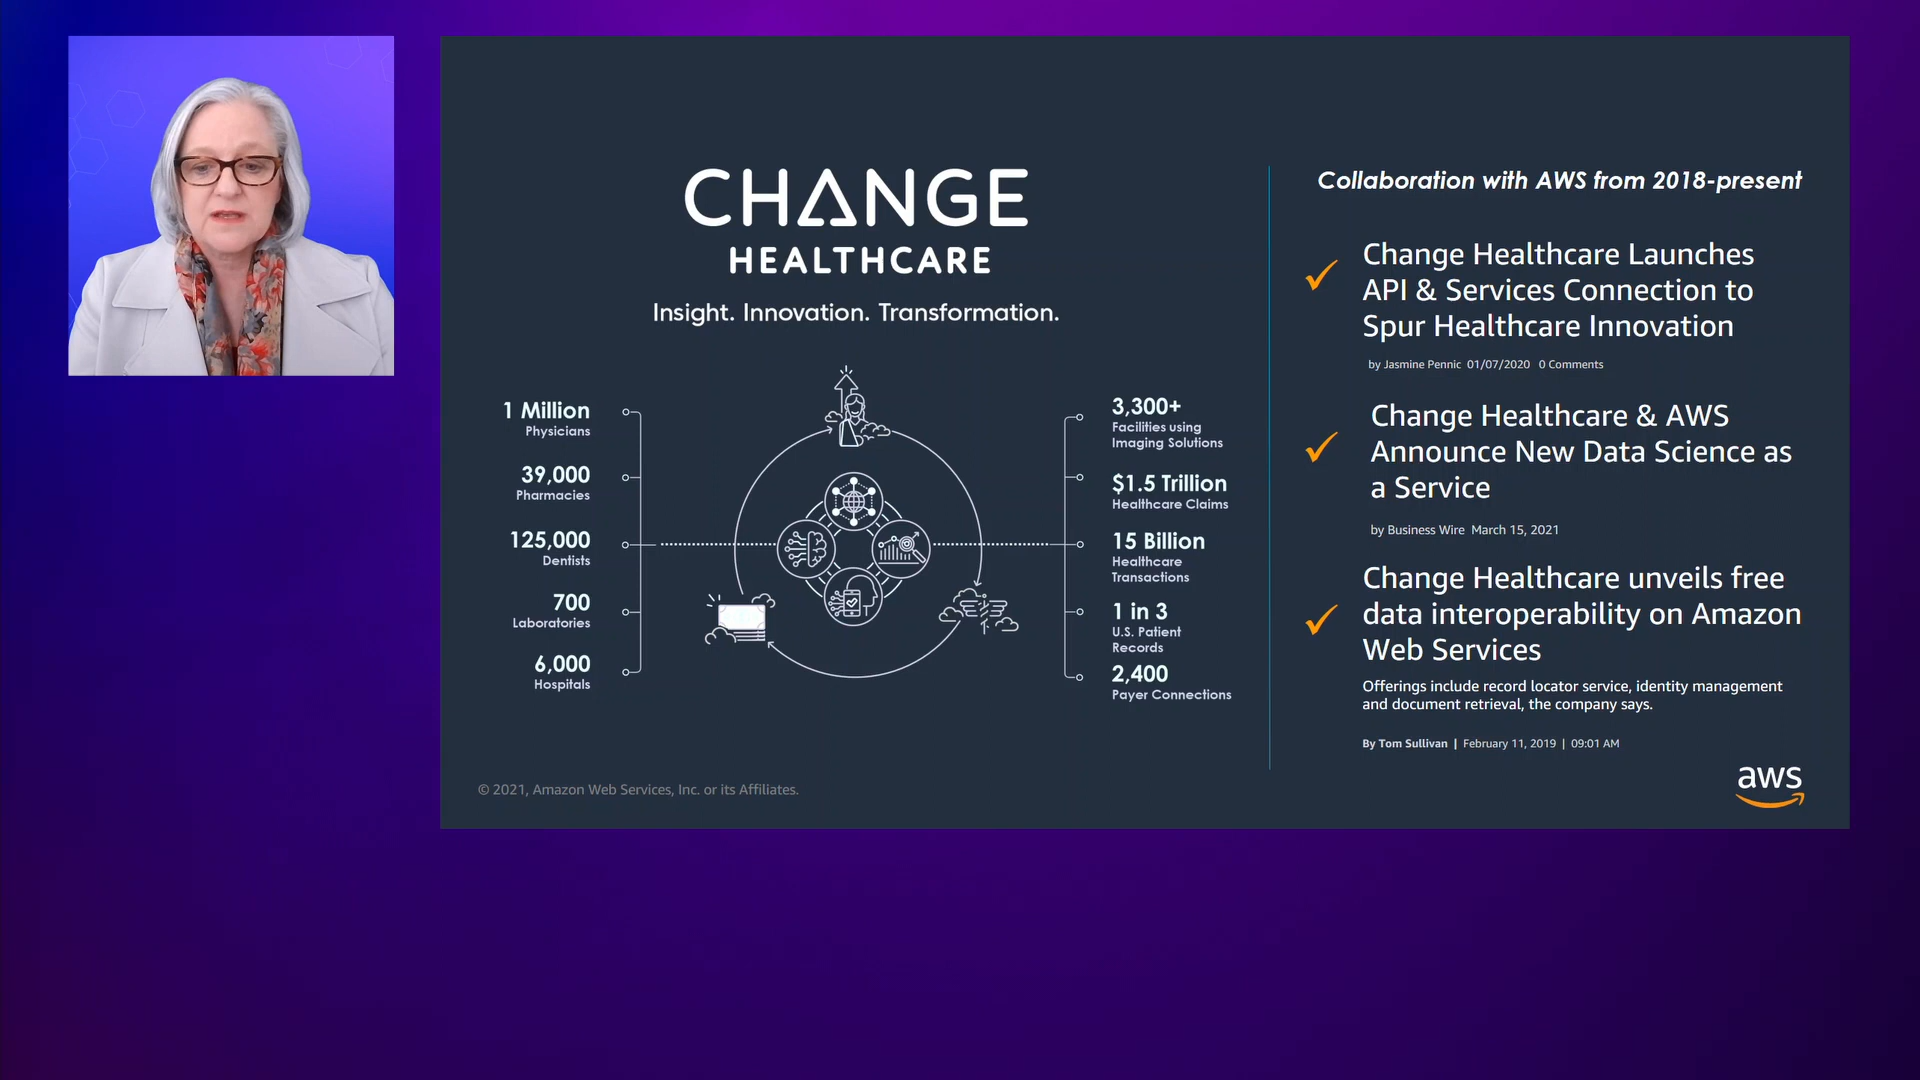 CHANGE
HEALTHCARE
Insight. Innovation. Transformation.
1 Million
Physicians
39,000
Pharmacies
125,000
Dentists
700
Laboratories
6,000
Hospitals
3,300+
Facilities using
Imaging Solutions
$1.5 Trillion
Healthcare Claims
15 Billion
Healthcare
Transactions
1 in 3
U.S. Patient
Records
2,400
Payer Connections
Collaboration with AWS from 2018-present
Change Healthcare Launches
API & Services Connection to
Spur Healthcare Innovation
by Jasmine Pennic 01/07/2020 0 Comments
Change Healthcare & AWS
Announce New Data Science as
a Service
by Business Wire March 15, 2021
Change Healthcare unveils free
data interoperability on Amazon
Web Services
Offerings include record locator service, identity management
and document retrieval, the company says.
By Tom Sullivan | February 11, 2019 | 09:01 AM
© 2021, Amazon Web Services, Inc. or its Affiliates.
aws